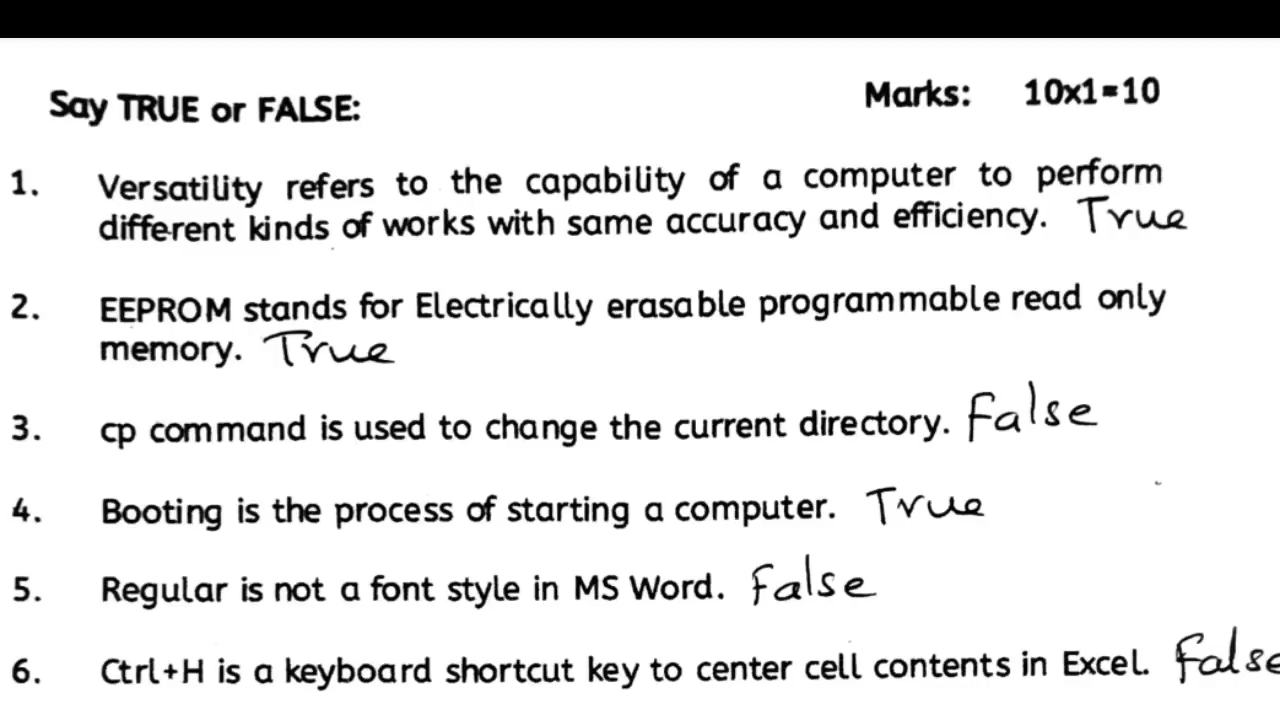 Say TRUE or FALSE: Marks: 10x1=10
1. Versatility refers to the capability of a computer to perform
different kinds of works with same accuracy and efficiency. True
2. EEPROM stands for Electrically erasable programmable read only
memory. True
3. cp command is used to change the current directory. False
4. Booting is the process of starting a computer. True
5. Regular is not a font style in MS Word. False
6. Ctrl+H is a keyboard shortcut key to center cell contents in Excel. False